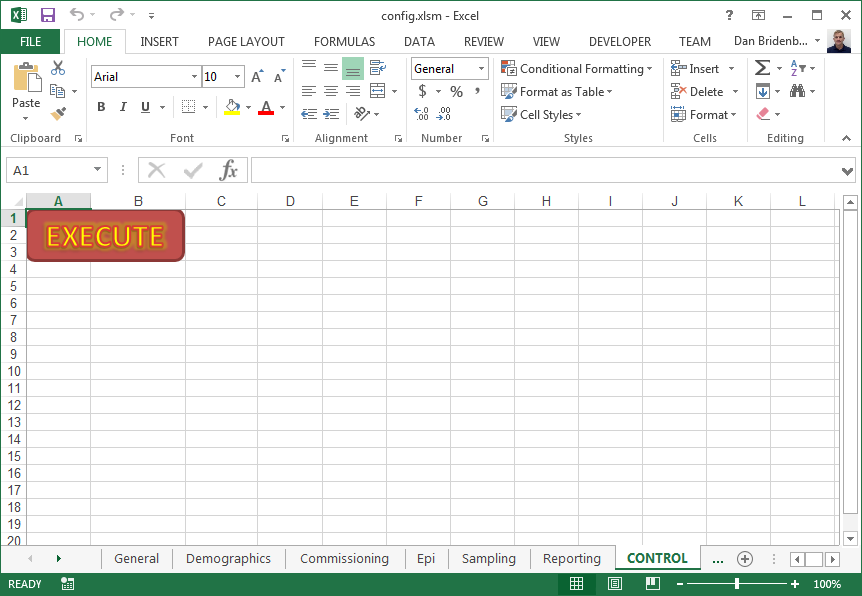 config.xlsm - Excel
?
FILE HOME INSERT PAGE LAYOUT FORMULAS DATA REVIEW VIEW DEVELOPER TEAM Dan Bridenb...
Paste
Arial 10 A A
B I U A
General
$ % ,
.00 .0
Conditional Formatting
Format as Table
Cell Styles
Insert
Delete
Format
Σ A Z
Clipboard Font Alignment Number Styles Cells Editing
A1 fx
A B C D E F G H I J K L
1
2
3
EXECUTE
4
5
6
7
8
9
10
11
12
13
14
15
16
17
18
19
20
General Demographics Commissioning Epi Sampling Reporting CONTROL ...
READY 100%